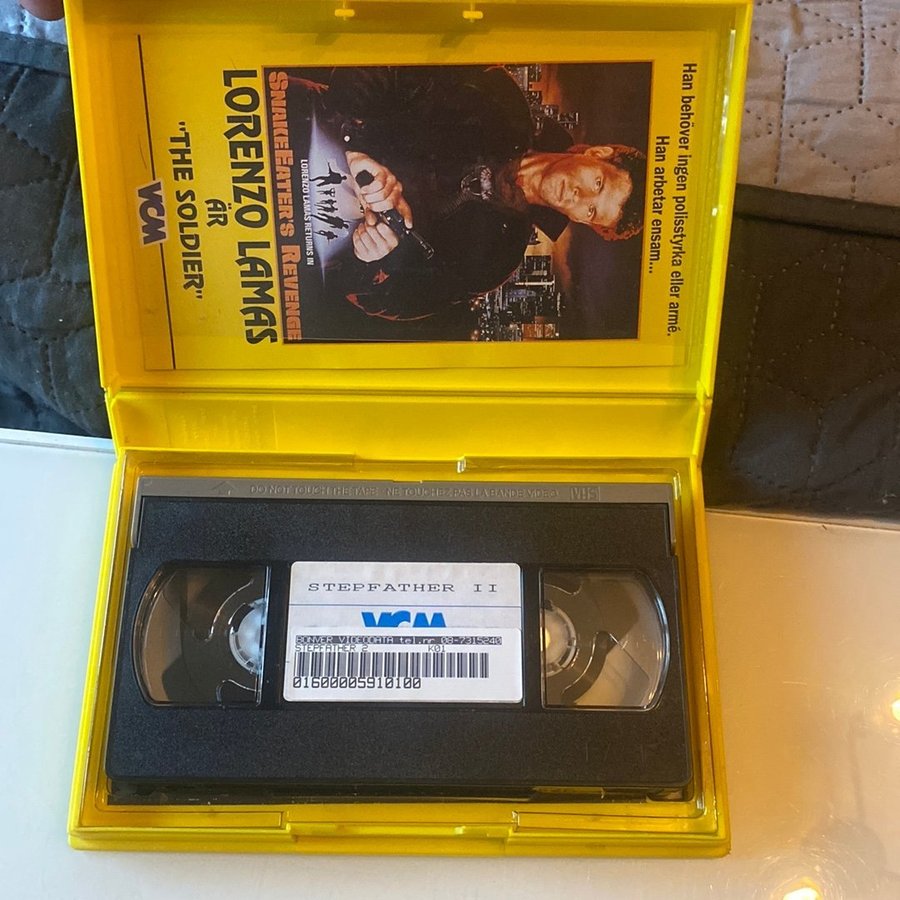 Han behöver ingen polisstyrka eller armé.
Han arbetar ensam...
LORENZO LAMAS RETURNS IN
SNAKEEATER'S REVENGE
LORENZO LAMAS
ÄR
"THE SOLDIER"
VCM
DO NOT TOUCH THE TAPE · NE TOUCHEZ PAS LA BANDE VIDEO VHS
STEPFATHER II
VCM
BONVER VIDEODATA tel.nr 08-7315240
STEPFATHER 2 K01
01600005910100